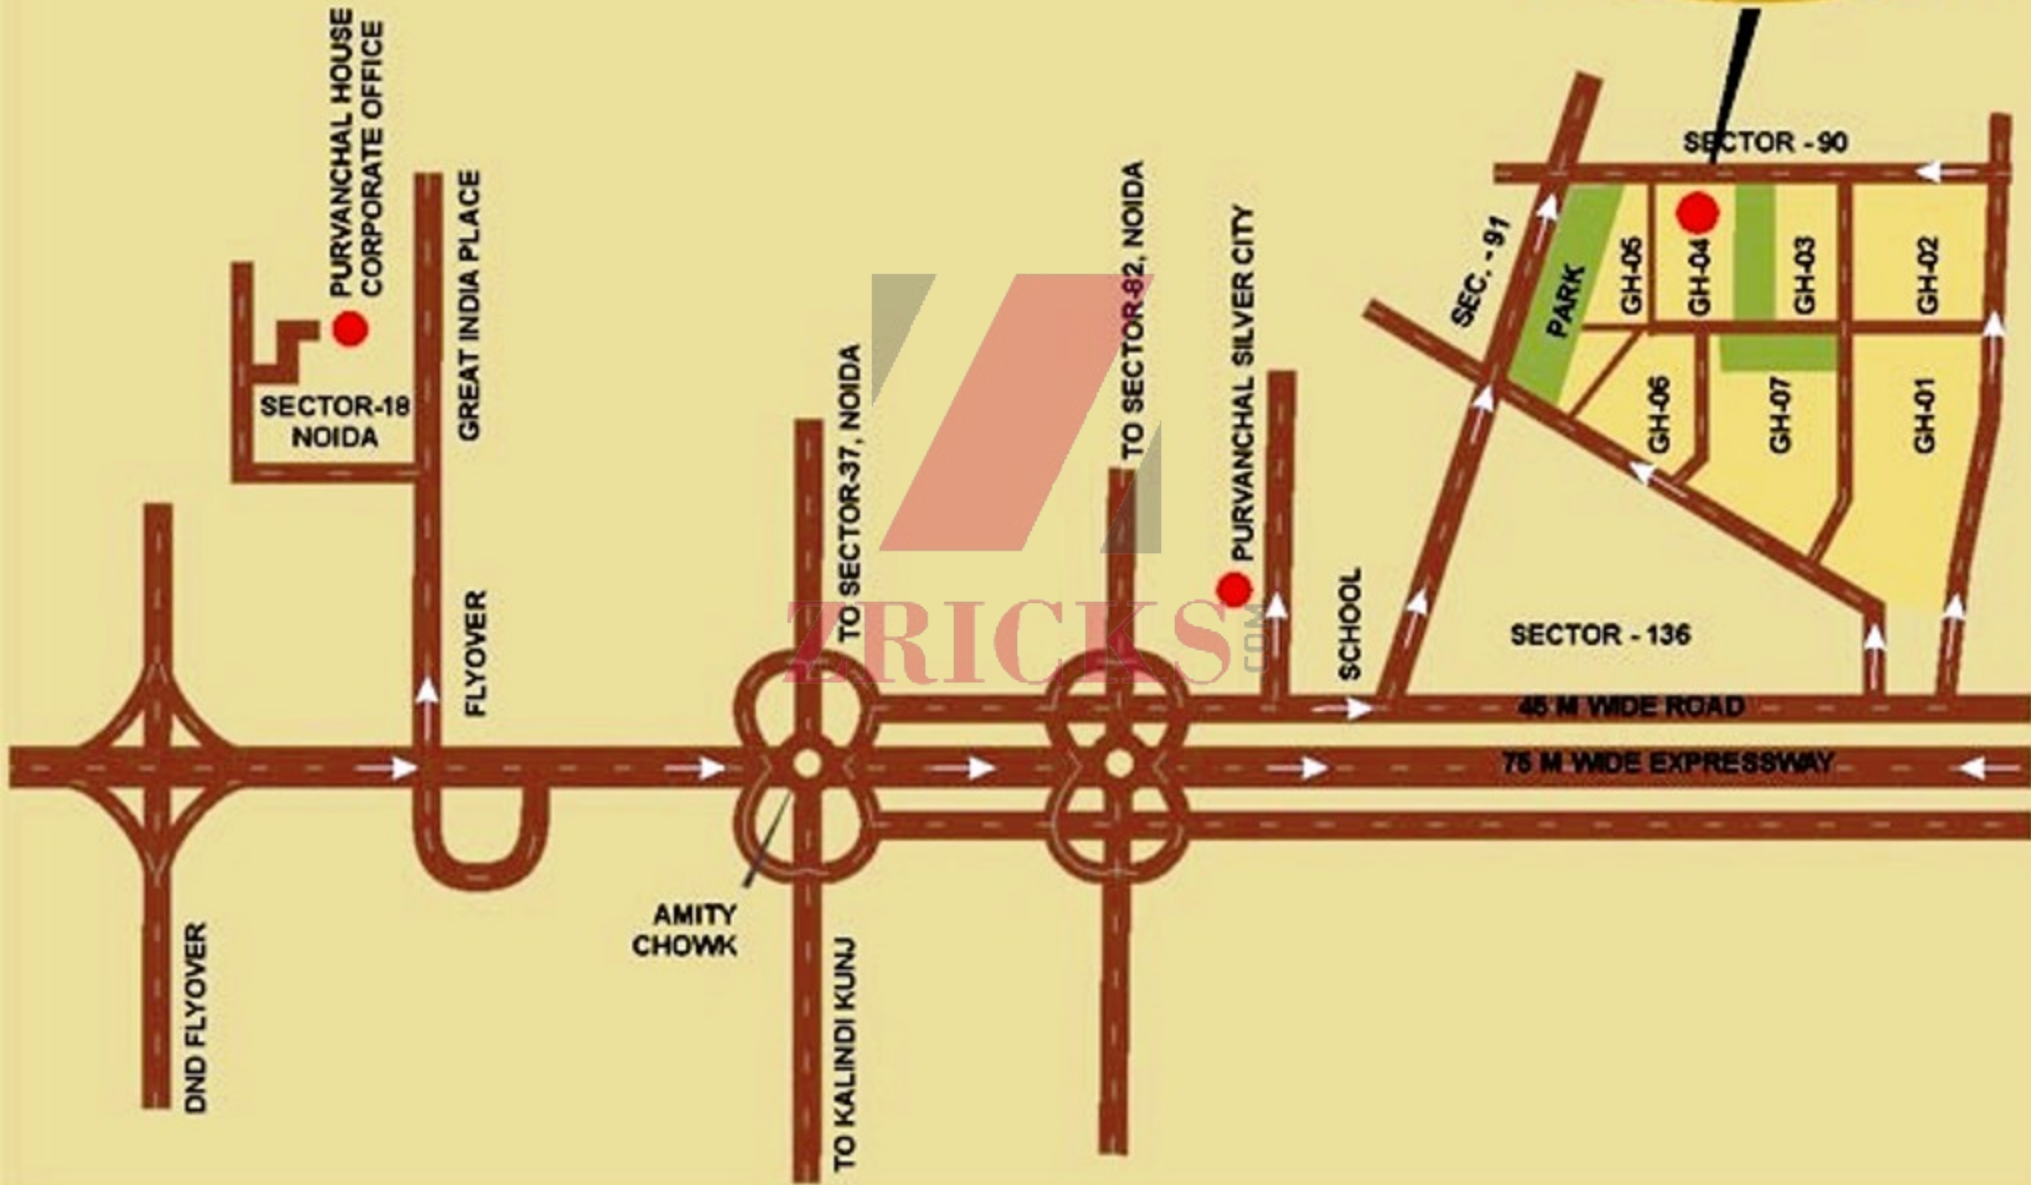 PURVANCHAL HOUSE
CORPORATE OFFICE
GREAT INDIA PLACE
SECTOR-18
NOIDA
FLYOVER
DND FLYOVER
TO SECTOR-37, NOIDA
TO SECTOR-82, NOIDA
PURVANCHAL SILVER CITY
SCHOOL
SEC. - 91
SECTOR - 90
PARK
GH-05
GH-04
GH-03
GH-02
GH-06
GH-07
GH-01
SECTOR - 136
45 M WIDE ROAD
75 M WIDE EXPRESSWAY
AMITY
CHOWK
TO KALINDI KUNJ
ZRICKS
.COM